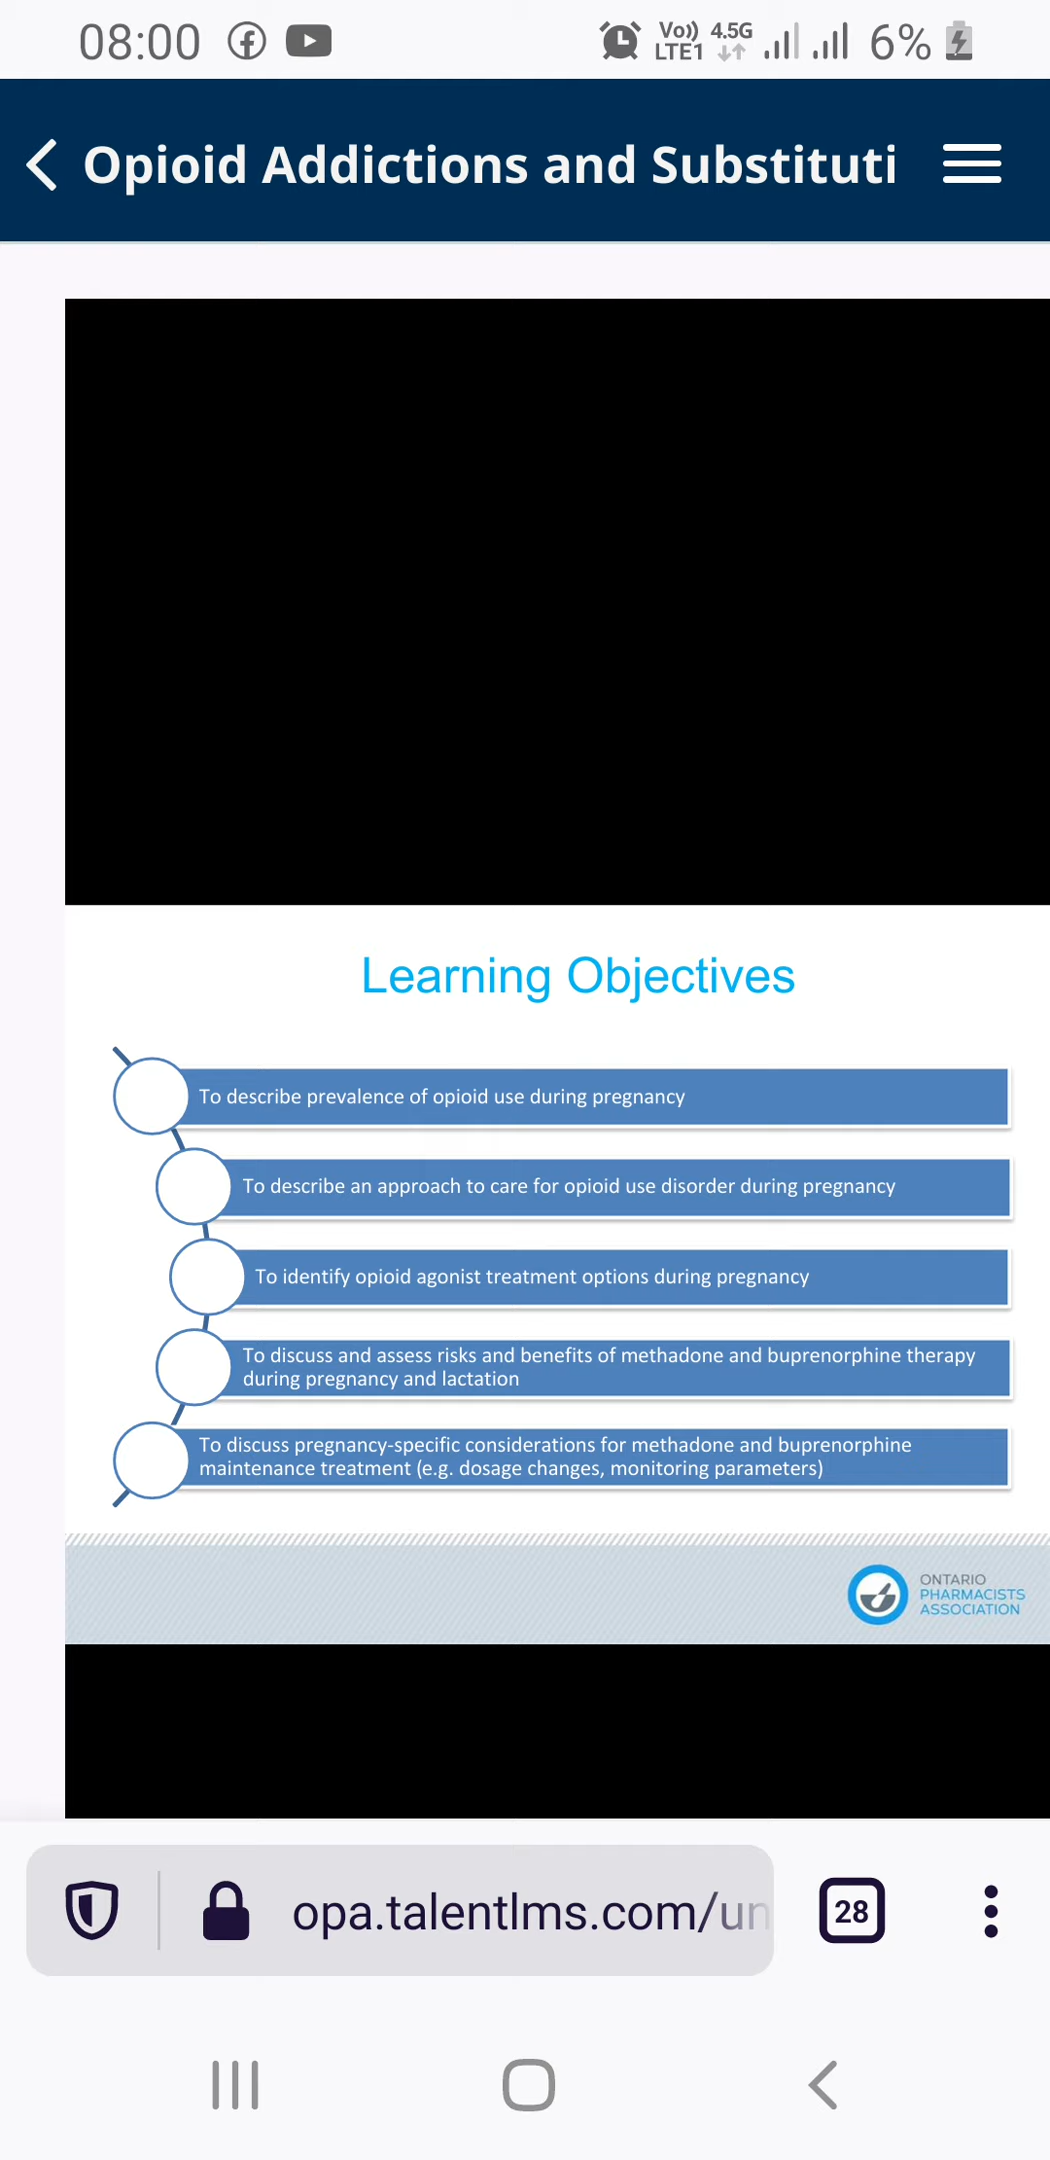 08:00 Vo)) LTE1 4.5G 6%
Opioid Addictions and Substituti
Learning Objectives
To describe prevalence of opioid use during pregnancy
To describe an approach to care for opioid use disorder during pregnancy
To identify opioid agonist treatment options during pregnancy
To discuss and assess risks and benefits of methadone and buprenorphine therapy
during pregnancy and lactation
To discuss pregnancy-specific considerations for methadone and buprenorphine
maintenance treatment (e.g. dosage changes, monitoring parameters)
ONTARIO
PHARMACISTS
ASSOCIATION
opa.talentlms.com/un
28